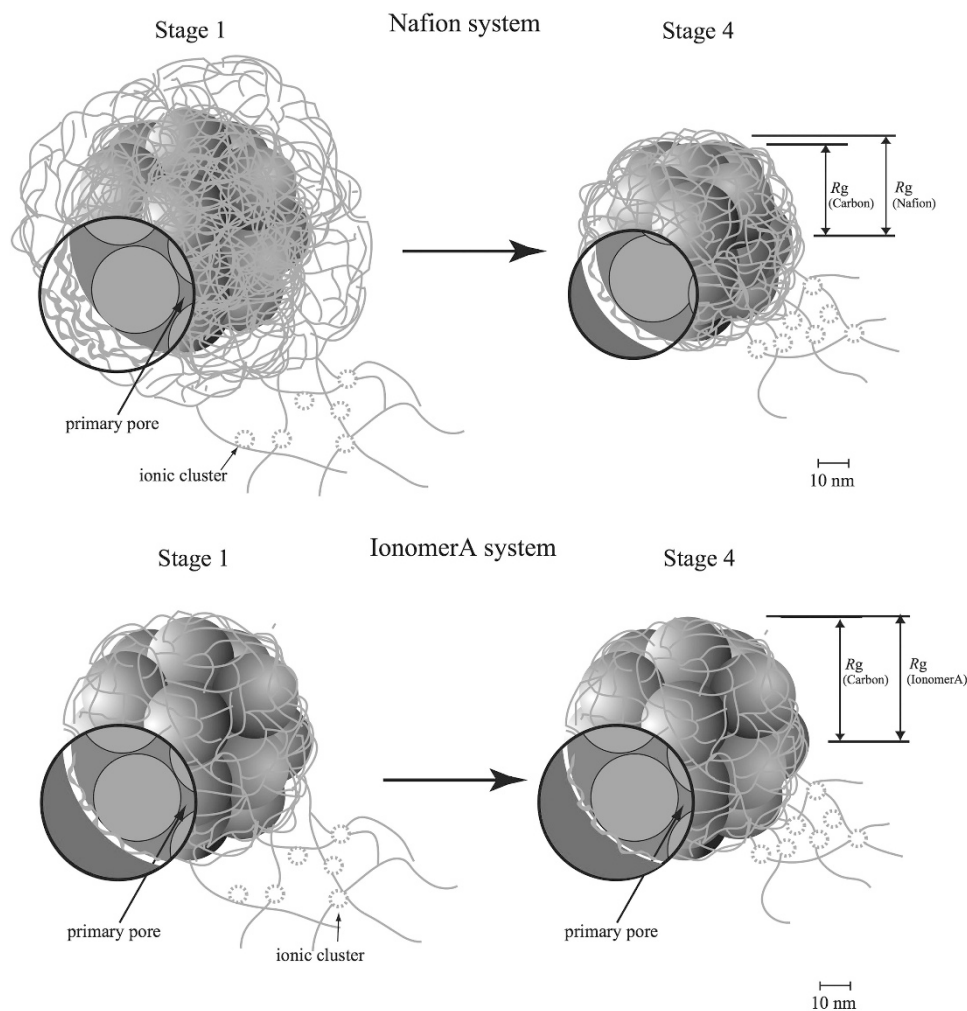 Nafion system
Stage 1
Stage 4
Rg
(Carbon)
Rg
(Nafion)
primary pore
ionic cluster
10 nm
IonomerA system
Stage 1
Stage 4
Rg
(Carbon)
Rg
(IonomerA)
primary pore
ionic cluster
primary pore
10 nm